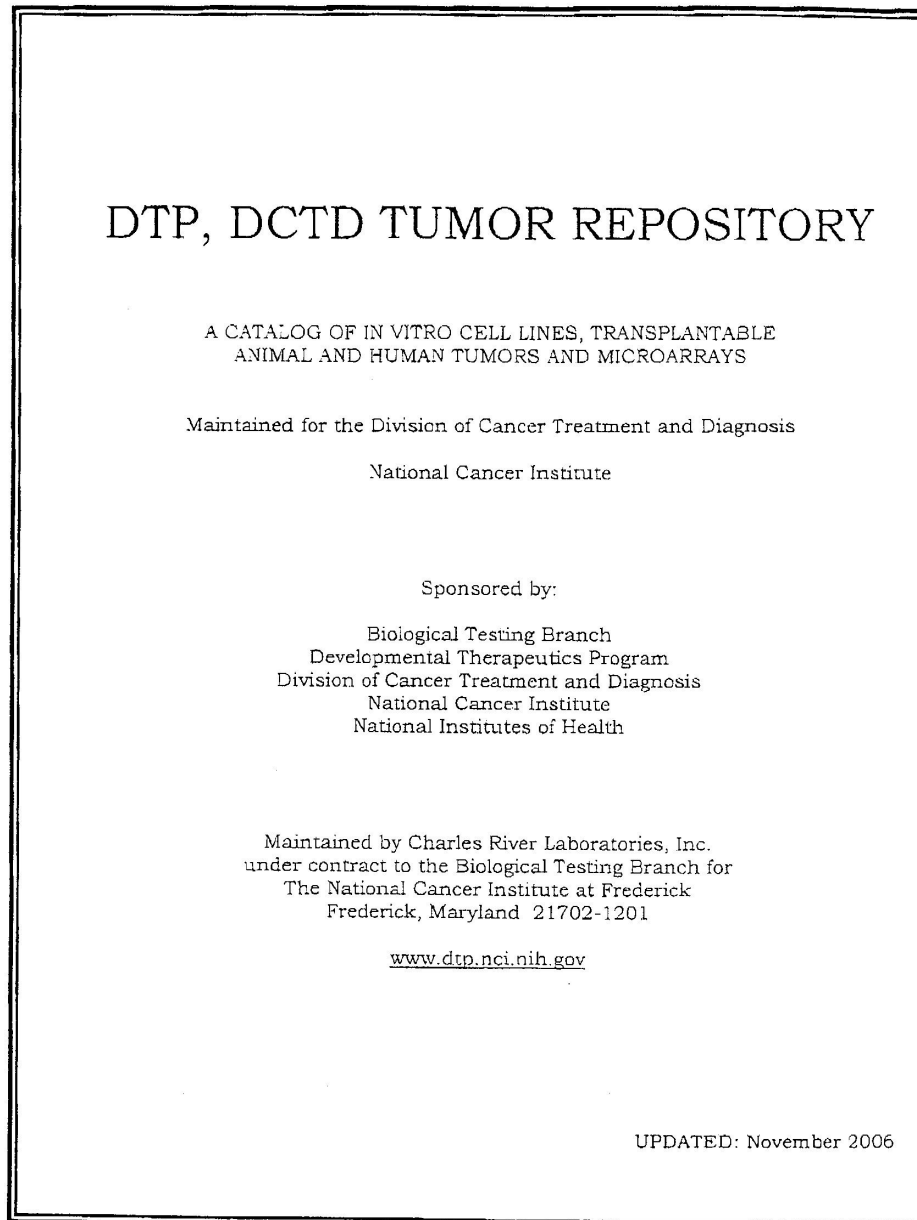 DTP, DCTD TUMOR REPOSITORY
A CATALOG OF IN VITRO CELL LINES, TRANSPLANTABLE
ANIMAL AND HUMAN TUMORS AND MICROARRAYS
Maintained for the Division of Cancer Treatment and Diagnosis
National Cancer Institute
Sponsored by:
Biological Testing Branch
Developmental Therapeutics Program
Division of Cancer Treatment and Diagnosis
National Cancer Institute
National Institutes of Health
Maintained by Charles River Laboratories, Inc.
under contract to the Biological Testing Branch for
The National Cancer Institute at Frederick
Frederick, Maryland 21702-1201
www.dtp.nci.nih.gov
UPDATED: November 2006